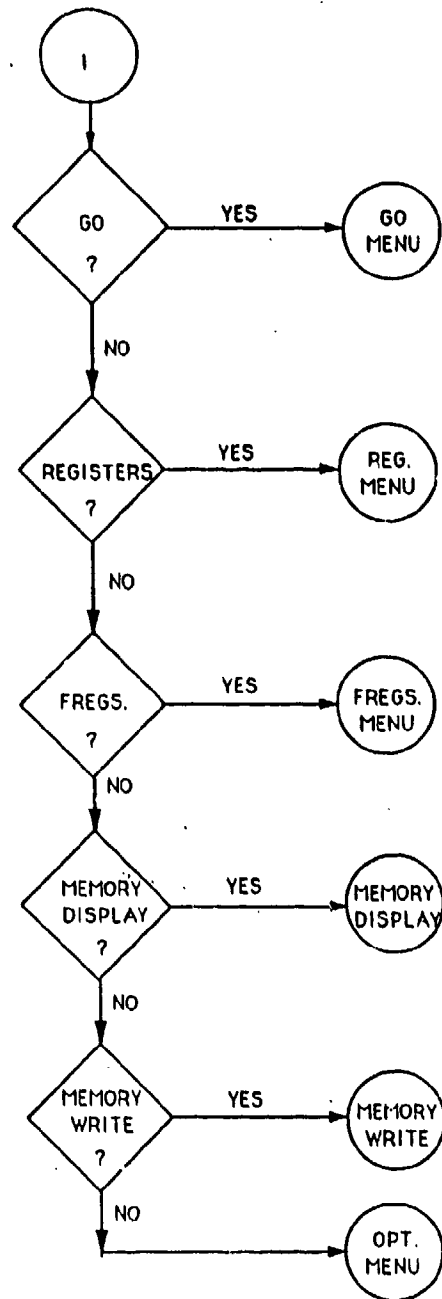 1
GO
?
YES
GO
MENU
NO
REGISTERS
?
YES
REG.
MENU
NO
FREGS.
?
YES
FREGS.
MENU
NO
MEMORY
DISPLAY
?
YES
MEMORY
DISPLAY
NO
MEMORY
WRITE
?
YES
MEMORY
WRITE
NO
OPT.
MENU